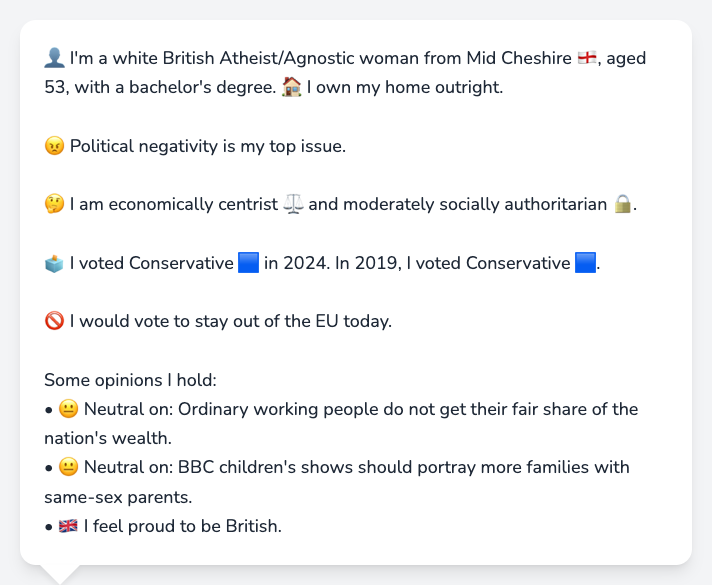 👤 I'm a white British Atheist/Agnostic woman from Mid Cheshire 🏴󠁧󠁢󠁥󠁮󠁧󠁿, aged
53, with a bachelor's degree. 🏠 I own my home outright.
😠 Political negativity is my top issue.
🤔 I am economically centrist ⚖️ and moderately socially authoritarian 🔒.
🗳️ I voted Conservative 🟦 in 2024. In 2019, I voted Conservative 🟦.
🚫 I would vote to stay out of the EU today.
Some opinions I hold:
• 😐 Neutral on: Ordinary working people do not get their fair share of the
nation's wealth.
• 😐 Neutral on: BBC children's shows should portray more families with
same-sex parents.
• 🇬🇧 I feel proud to be British.